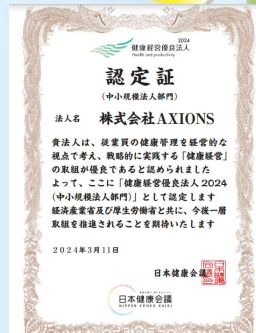 2024
健康経営優良法人
Health and productivity
認定証
(中小規模法人部門)
法人名 株式会社AXIONS
貴法人は、従業員の健康管理を経営的な
視点で考え、戦略的に実践する「健康経営」
の取組が優良であると認められました
よって、ここに「健康経営優良法人2024
(中小規模法人部門)」として認定します
経済産業省及び厚生労働省と共に、今後一層
取組を推進されることを期待いたします
2024年3月11日
日本健康会議
日本健康会議
NIPPON KENKO KAIGI